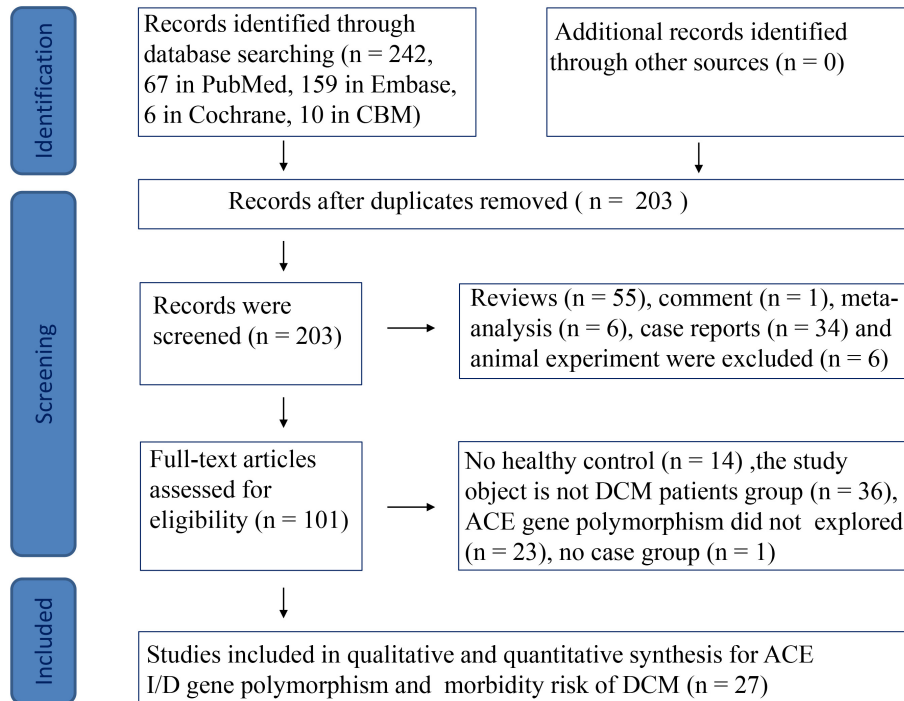 Identification
Records identified through
database searching (n = 242,
67 in PubMed, 159 in Embase,
6 in Cochrane, 10 in CBM)
Additional records identified
through other sources (n = 0)
Records after duplicates removed ( n = 203 )
Screening
Records were
screened (n = 203)
Reviews (n = 55), comment (n = 1), meta-
analysis (n = 6), case reports (n = 34) and
animal experiment were excluded (n = 6)
Full-text articles
assessed for
eligibility (n = 101)
No healthy control (n = 14) ,the study
object is not DCM patients group (n = 36),
ACE gene polymorphism did not explored
(n = 23), no case group (n = 1)
Included
Studies included in qualitative and quantitative synthesis for ACE
I/D gene polymorphism and morbidity risk of DCM (n = 27)